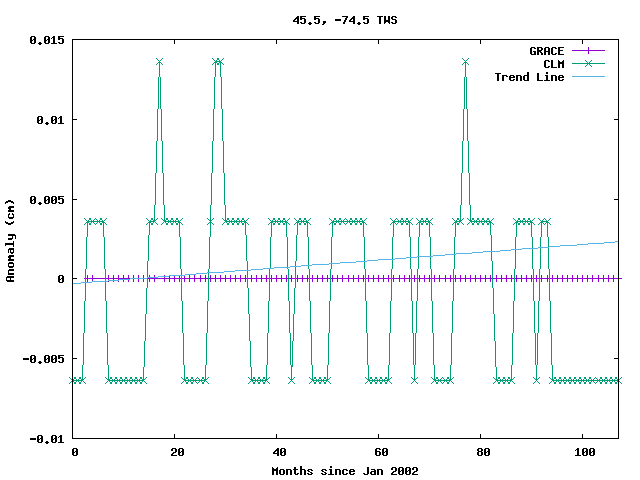 45.5, -74.5 TWS
0.015
GRACE
CLM
Trend Line
0.01
0.005
Anomaly (cm)
0
-0.005
-0.01
0 20 40 60 80 100
Months since Jan 2002